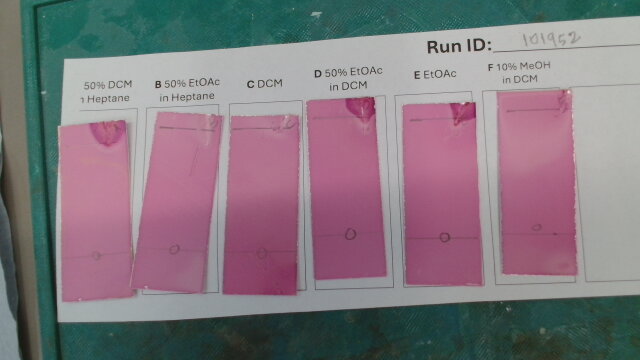 Run ID: 101952
50% DCM
n Heptane
B 50% EtOAc
in Heptane
C DCM
D 50% EtOAc
in DCM
E EtOAc
F 10% MeOH
in DCM